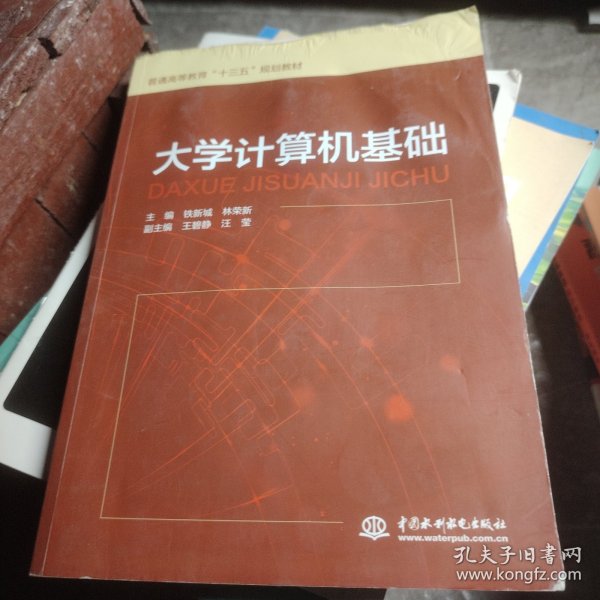 普通高等教育“十三五”规划教材
大学计算机基础
DAXUE JISUANJI JICHU
主 编 铁新城 林荣新
副主编 王碧静 汪 莹
中国水利水电出版社
www.waterpub.com.cn
孔夫子旧书网
www.kongfz.com